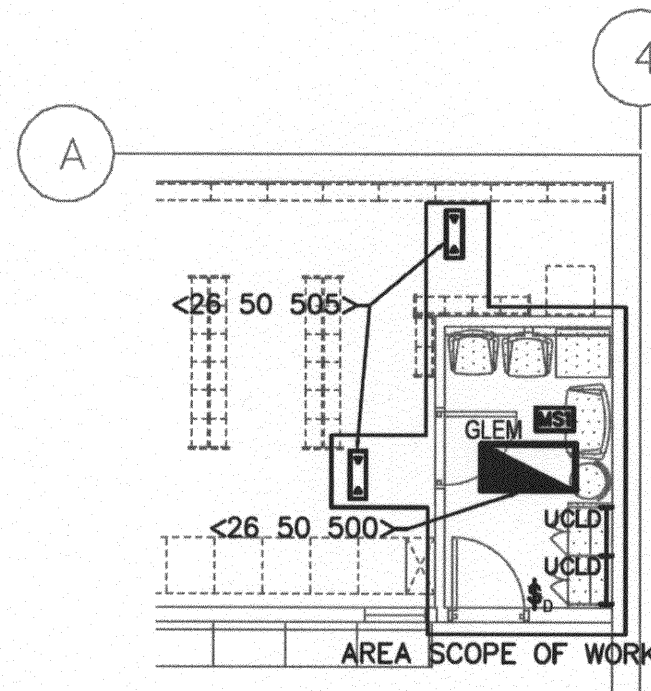 4
A
<26 50 505>
MS1
GLEM
UCLD
<26 50 500>
UCLD
$D
AREA SCOPE OF WORK